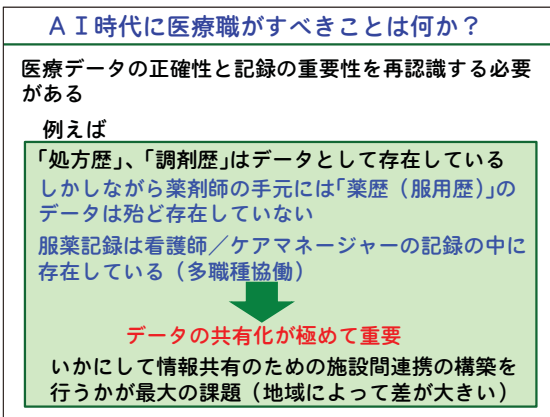 ＡＩ時代に医療職がすべきことは何か？
医療データの正確性と記録の重要性を再認識する必要
がある
例えば
「処方歴」、「調剤歴」はデータとして存在している
しかしながら薬剤師の手元には「薬歴（服用歴）」の
データは殆ど存在していない
服薬記録は看護師／ケアマネージャーの記録の中に
存在している（多職種協働）
データの共有化が極めて重要
いかにして情報共有のための施設間連携の構築を
行うかが最大の課題（地域によって差が大きい）